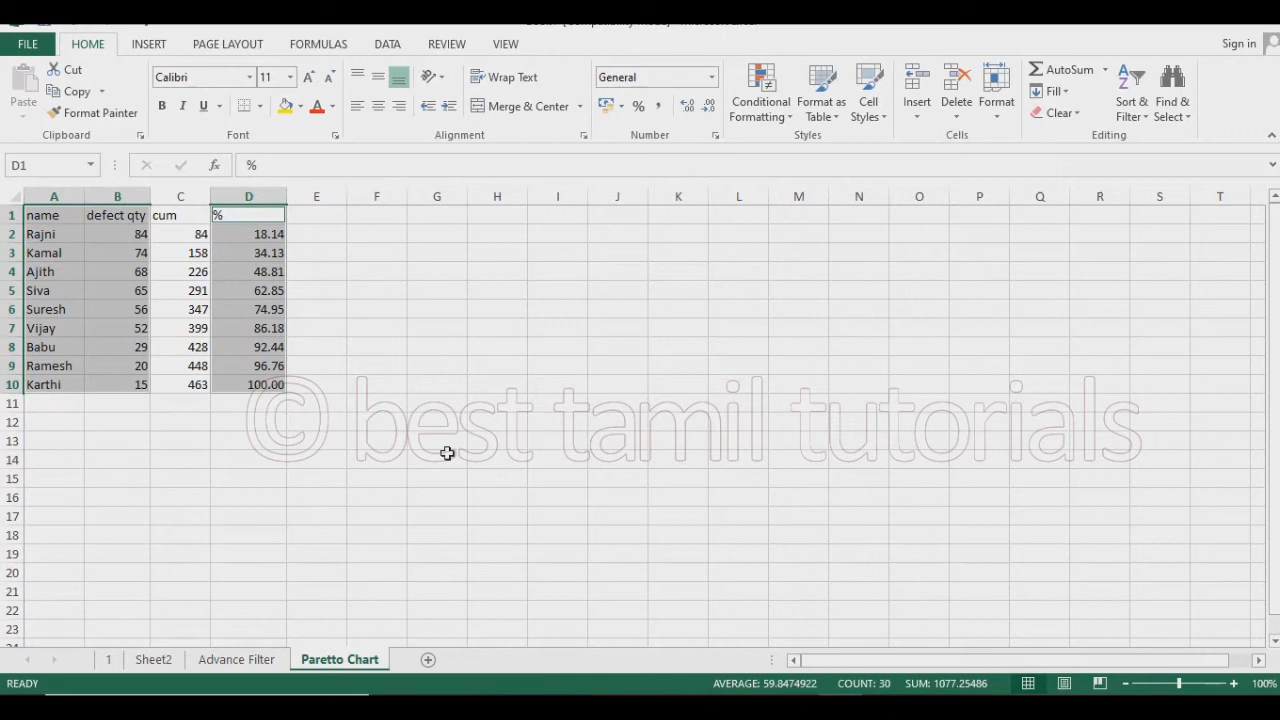 FILE HOME INSERT PAGE LAYOUT FORMULAS DATA REVIEW VIEW Sign in
Paste
Cut
Copy
Format Painter
Clipboard
Calibri 11
B I U
Font
Wrap Text
Merge & Center
Alignment
General
%
Number
Conditional Formatting
Formatas Table
Cell Styles
Styles
Insert
Delete
Format
Cells
AutoSum
Fill
Clear
Sort & Filter
Find & Select
Editing
D1 fx %
A B C D E F G H I J K L M N O P Q R S T
1 name defect qty cum %
2 Rajni 84 84 18.14
3 Kamal 74 158 34.13
4 Ajith 68 226 48.81
5 Siva 65 291 62.85
6 Suresh 56 347 74.95
7 Vijay 52 399 86.18
8 Babu 29 428 92.44
9 Ramesh 20 448 96.76
10 Karthi 15 463 100.00
11
12
13
14
15
16
17
18
19
20
21
22
23
© best tamil tutorials
1 Sheet2 Advance Filter Paretto Chart
READY AVERAGE: 59.8474922 COUNT: 30 SUM: 1077.25486 100%